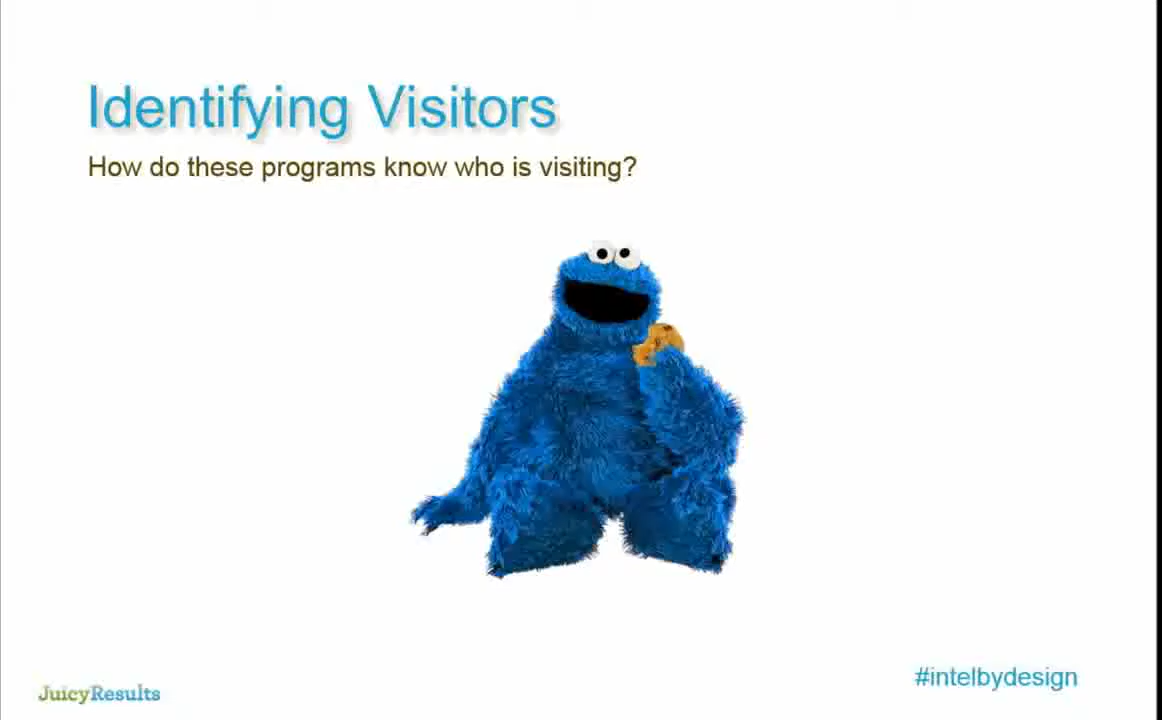 Identifying Visitors
How do these programs know who is visiting?
#intelbydesign
JuicyResults